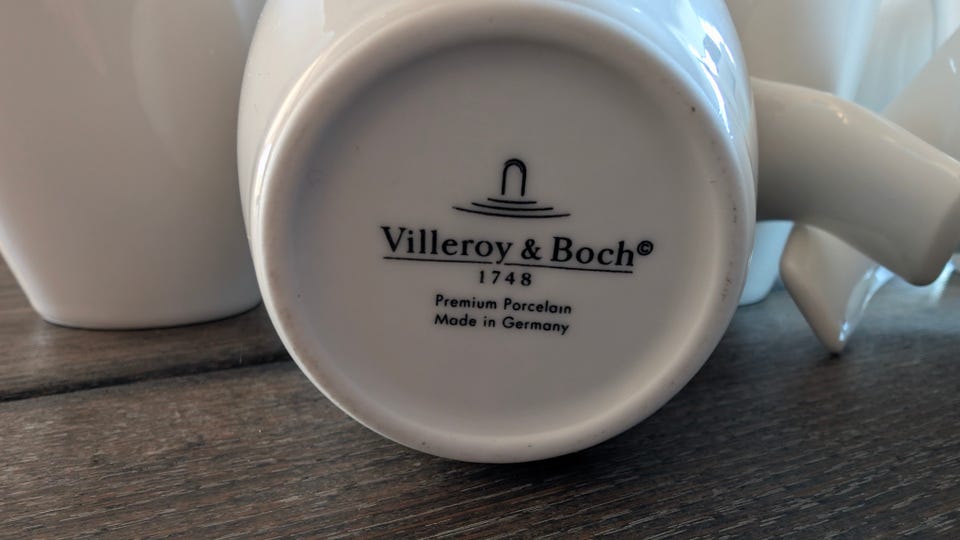 Villeroy & Boch©
1748
Premium Porcelain
Made in Germany